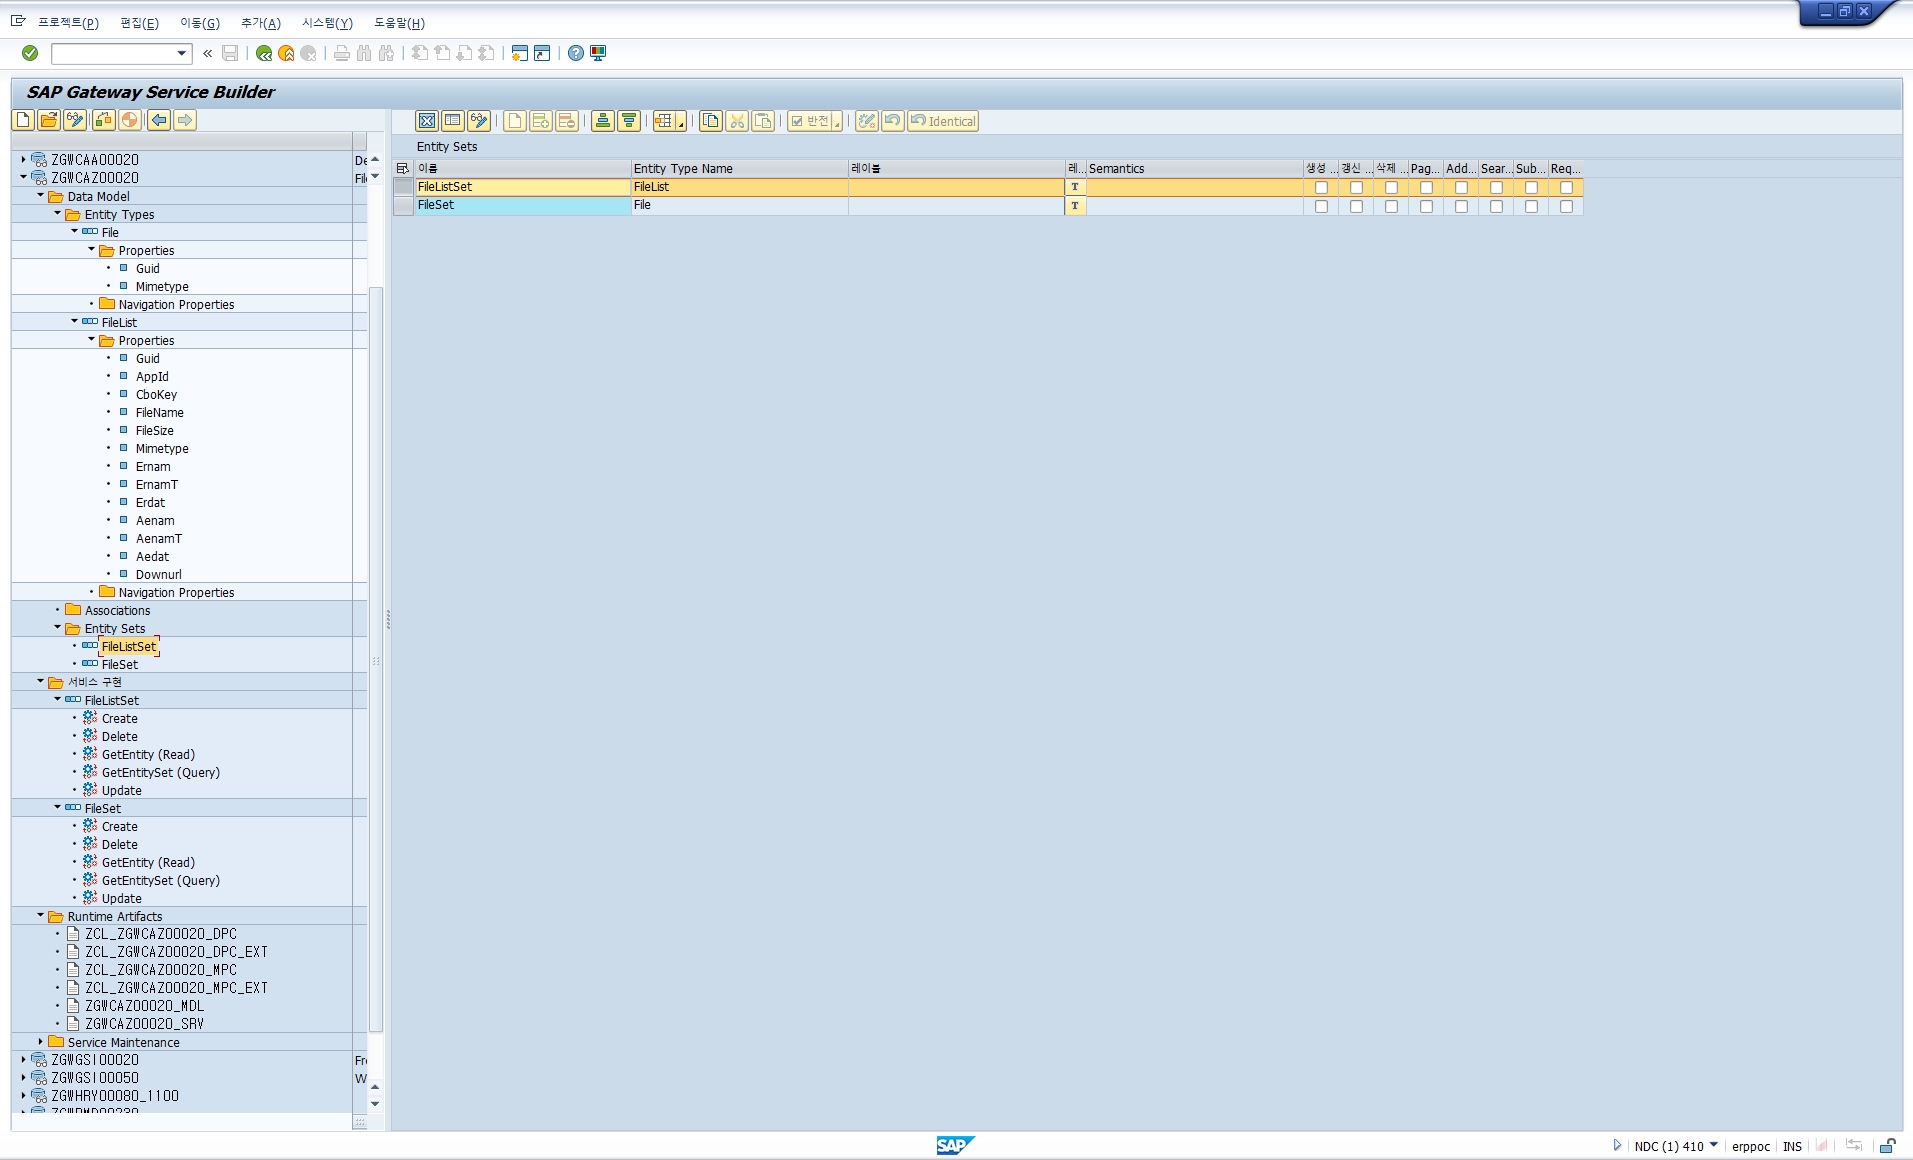 프로젝트(P) 편집(E) 이동(G) 추가(A) 시스템(Y) 도움말(H)
SAP Gateway Service Builder
반전 Identical
Entity Sets
이름 Entity Type Name 레이블 레... Semantics 생성 ... 갱신 ... 삭제 ... Pag... Add... Sear... Sub... Req...
FileListSet FileList T
FileSet File T
ZGWCAA00020 De
ZGWCAZ00020 File
Data Model
Entity Types
File
Properties
Guid
Mimetype
Navigation Properties
FileList
Properties
Guid
AppId
CboKey
FileName
FileSize
Mimetype
Ernam
ErnamT
Erdat
Aenam
AenamT
Aedat
Downurl
Navigation Properties
Associations
Entity Sets
FileListSet
FileSet
서비스 구현
FileListSet
Create
Delete
GetEntity (Read)
GetEntitySet (Query)
Update
FileSet
Create
Delete
GetEntity (Read)
GetEntitySet (Query)
Update
Runtime Artifacts
ZCL_ZGWCAZ00020_DPC
ZCL_ZGWCAZ00020_DPC_EXT
ZCL_ZGWCAZ00020_MPC
ZCL_ZGWCAZ00020_MPC_EXT
ZGWCAZ00020_MDL
ZGWCAZ00020_SRV
Service Maintenance
ZGWGSI00020 Fr
ZGWGSI00050 W
ZGWHRY00080_1100
SAP NDC (1) 410 erppoc INS